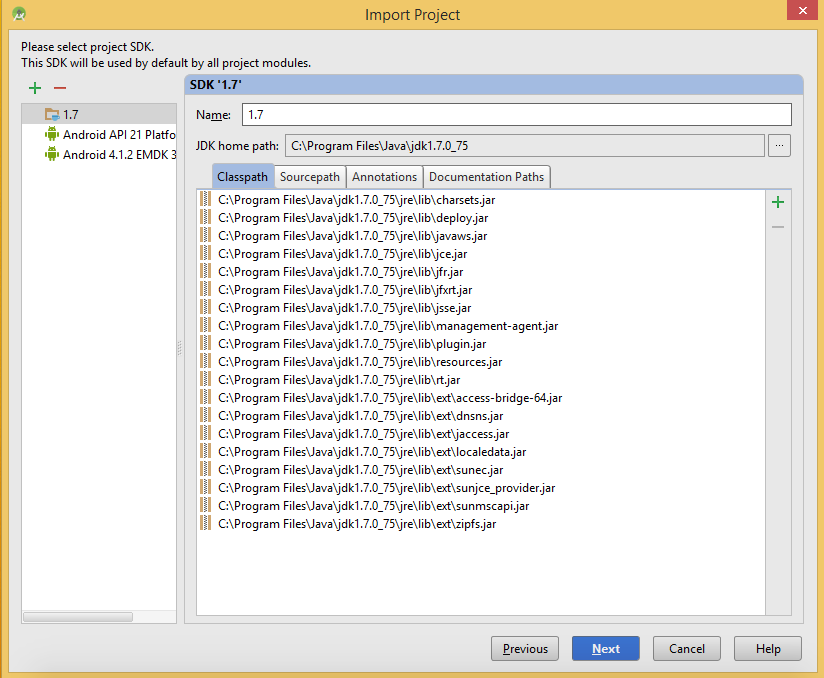 Import Project
Please select project SDK.
This SDK will be used by default by all project modules.
1.7
Android API 21 Platfo
Android 4.1.2 EMDK 3
SDK '1.7'
Name: 1.7
JDK home path: C:\Program Files\Java\jdk1.7.0_75 ...
Classpath Sourcepath Annotations Documentation Paths
C:\Program Files\Java\jdk1.7.0_75\jre\lib\charsets.jar
C:\Program Files\Java\jdk1.7.0_75\jre\lib\deploy.jar
C:\Program Files\Java\jdk1.7.0_75\jre\lib\javaws.jar
C:\Program Files\Java\jdk1.7.0_75\jre\lib\jce.jar
C:\Program Files\Java\jdk1.7.0_75\jre\lib\jfr.jar
C:\Program Files\Java\jdk1.7.0_75\jre\lib\jfxrt.jar
C:\Program Files\Java\jdk1.7.0_75\jre\lib\jsse.jar
C:\Program Files\Java\jdk1.7.0_75\jre\lib\management-agent.jar
C:\Program Files\Java\jdk1.7.0_75\jre\lib\plugin.jar
C:\Program Files\Java\jdk1.7.0_75\jre\lib\resources.jar
C:\Program Files\Java\jdk1.7.0_75\jre\lib\rt.jar
C:\Program Files\Java\jdk1.7.0_75\jre\lib\ext\access-bridge-64.jar
C:\Program Files\Java\jdk1.7.0_75\jre\lib\ext\dnsns.jar
C:\Program Files\Java\jdk1.7.0_75\jre\lib\ext\jaccess.jar
C:\Program Files\Java\jdk1.7.0_75\jre\lib\ext\localedata.jar
C:\Program Files\Java\jdk1.7.0_75\jre\lib\ext\sunec.jar
C:\Program Files\Java\jdk1.7.0_75\jre\lib\ext\sunjce_provider.jar
C:\Program Files\Java\jdk1.7.0_75\jre\lib\ext\sunmscapi.jar
C:\Program Files\Java\jdk1.7.0_75\jre\lib\ext\zipfs.jar
Previous Next Cancel Help